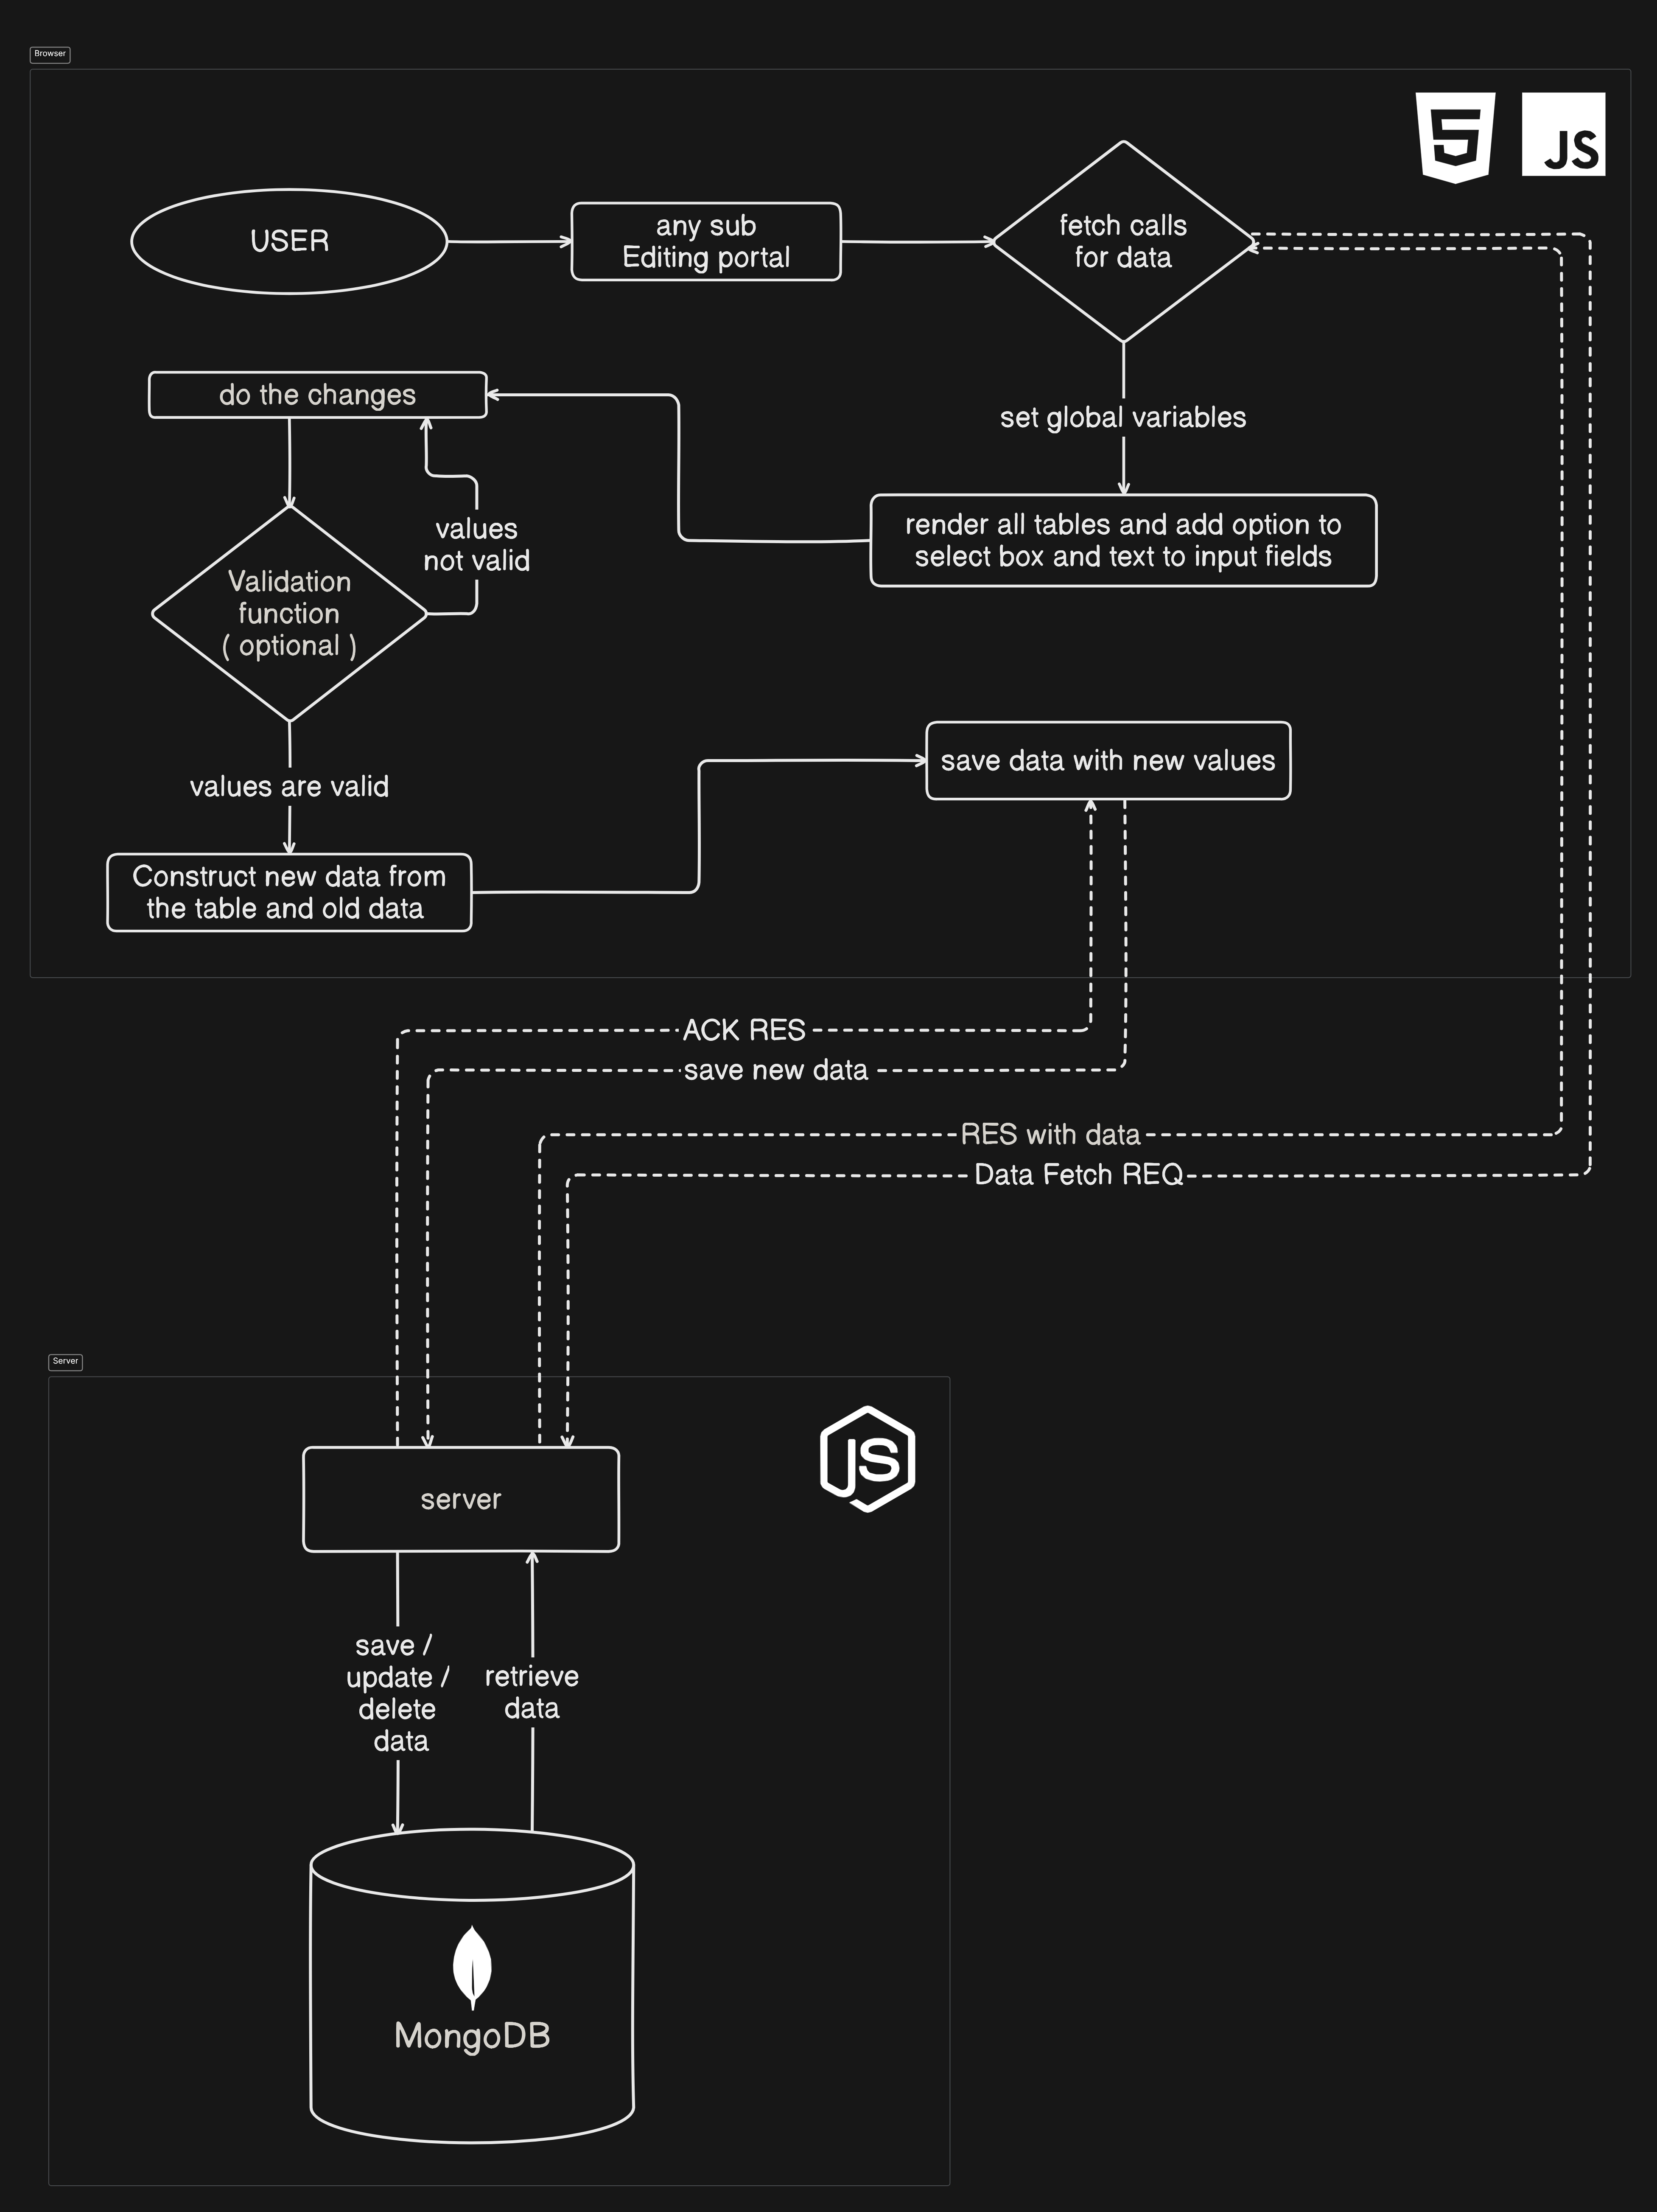 Browser
JS
USER
any sub
Editing portal
fetch calls
for data
do the changes
set global variables
values
not valid
render all tables and add option to
select box and text to input fields
Validation
function
( optional )
save data with new values
values are valid
Construct new data from
the table and old data
ACK RES
save new data
RES with data
Data Fetch REQ
Server
JS
server
save /
update /
delete
data
retrieve
data
MongoDB